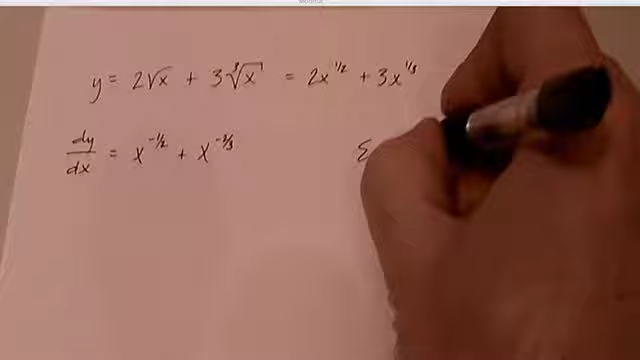 y = 2√x + 3∛x = 2x^1/2 + 3x^1/3
dy/dx = x^-1/2 + x^-2/3